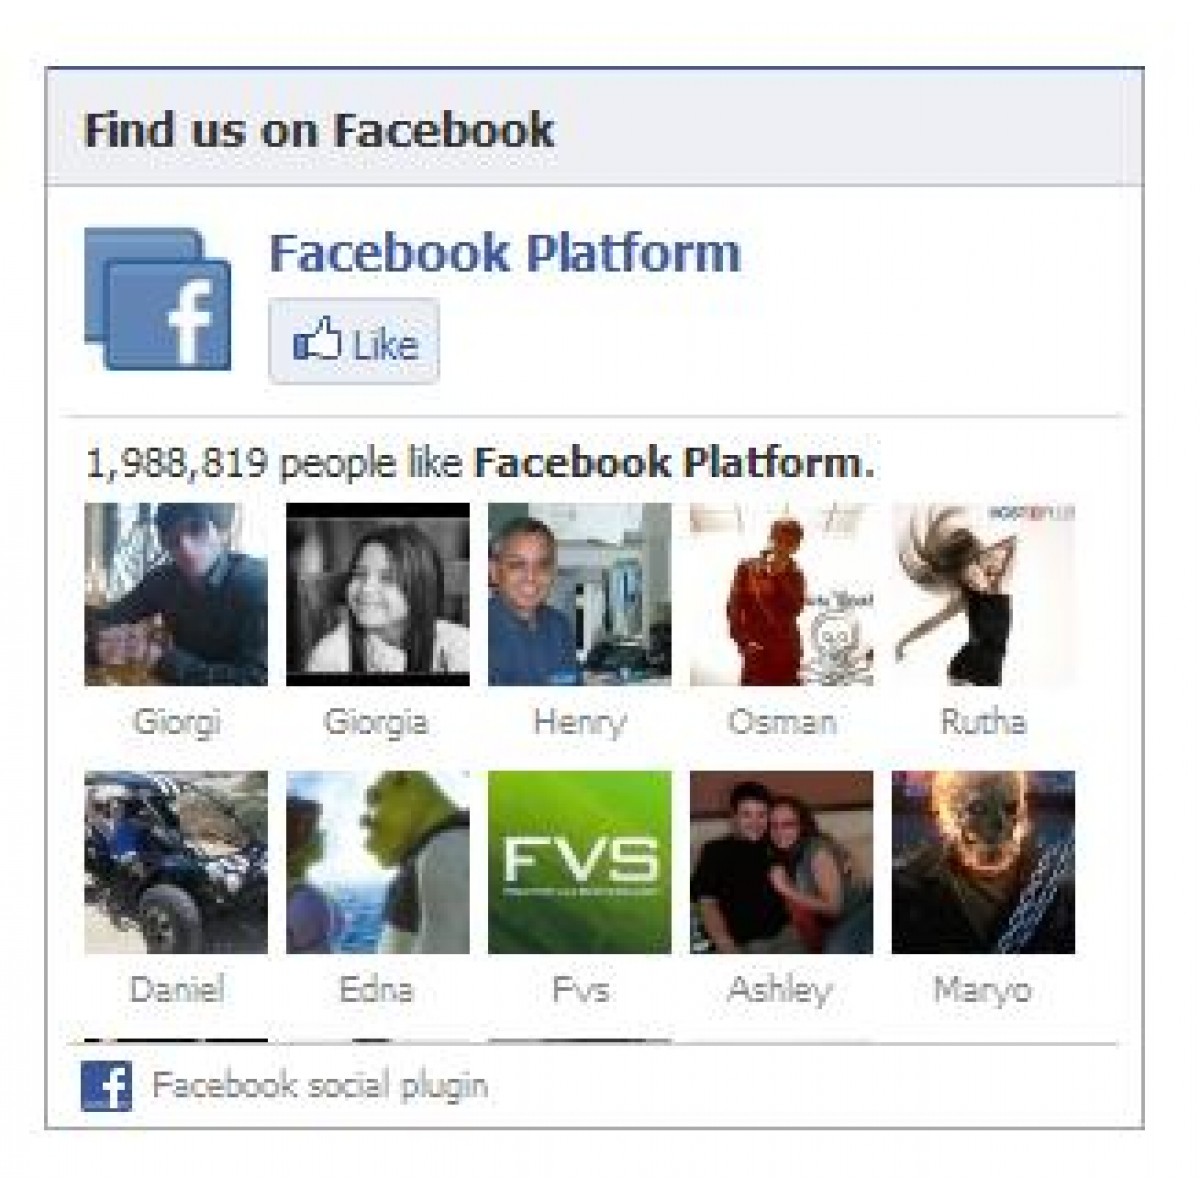 Find us on Facebook
Facebook Platform
Like
1,988,819 people like Facebook Platform.
Giorgi Giorgia Henry Osman Rutha
FVS
Daniel Edna Fvs Ashley Maryo
Facebook social plugin